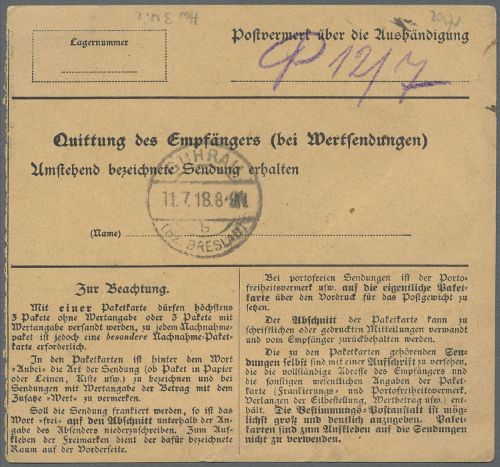 Lagernummer
Postvermerk über die Aushändigung
P 12/7
Quittung des Empfängers (bei Wertsendungen)
Umstehend bezeichnete Sendung erhalten
GUHRAU
11.7.18.8-9V.
b
(Bz. BRESLAU)
(Name)
Zur Beachtung.
Mit einer Paketkarte dürfen höchstens
3 Pakete ohne Wertangabe oder 3 Pakete mit
Wertangabe versandt werden, zu jedem Nachnahme-
paket ist jedoch eine besondere Nachnahme-Paket-
karte erforderlich.
In den Paketkarten ist hinter dem Wort
»Anbei« die Art der Sendung (ob Paket in Papier
oder Leinen, Kiste usw.) zu bezeichnen und bei
Sendungen mit Wertangabe der Betrag mit dem
Zusatze »Wert« zu vermerken.
Soll die Sendung frankiert werden, so ist das
Wort »frei« auf den Abschnitt unterhalb der An-
gabe des Absenders niederzuschreiben. Zum Auf-
kleben der Freimarken dient der dafür bezeichnete
Raum auf der Vorderseite.
Bei portofreien Sendungen ist der Porto-
freiheitsvermerk usw. auf die eigentliche Paket-
karte über den Vordruck für das Postgewicht zu
setzen.
Der Abschnitt der Paketkarte kann zu
schriftlichen oder gedruckten Mitteilungen verwandt
und vom Empfänger zurückbehalten werden.
Die zu den Paketkarten gehörenden Sen-
dungen selbst sind mit einer Aufschrift zu versehen,
die die vollständige Adresse des Empfängers und
die sonstigen wesentlichen Angaben der Paket-
karte (Frankierungs- und Portofreiheitsvermerk,
Verlangen der Eilbestellung, Wertbetrag usw.) ent-
hält. Die Bestimmungs-Postanstalt ist mög-
lichst groß und deutlich anzugeben. Paket-
karten sind zum Aufkleben auf die Sendungen
nicht zu verwenden.